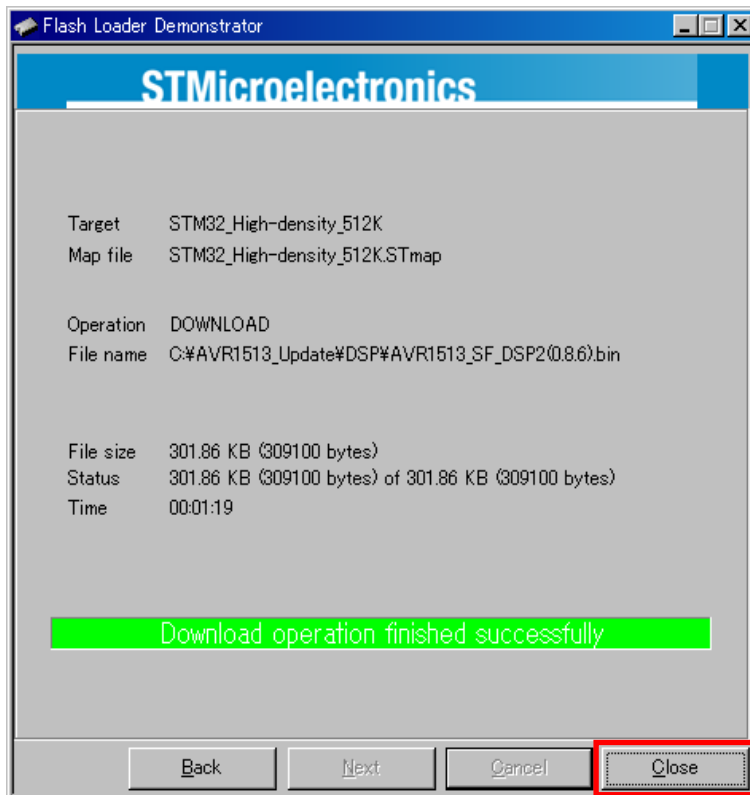 Flash Loader Demonstrator
STMicroelectronics
Target STM32_High-density_512K
Map file STM32_High-density_512K.STmap
Operation DOWNLOAD
File name C:¥AVR1513_Update¥DSP¥AVR1513_SF_DSP2(0.8.6).bin
File size 301.86 KB (309100 bytes)
Status 301.86 KB (309100 bytes) of 301.86 KB (309100 bytes)
Time 00:01:19
Download operation finished successfully
Back Next Cancel Close